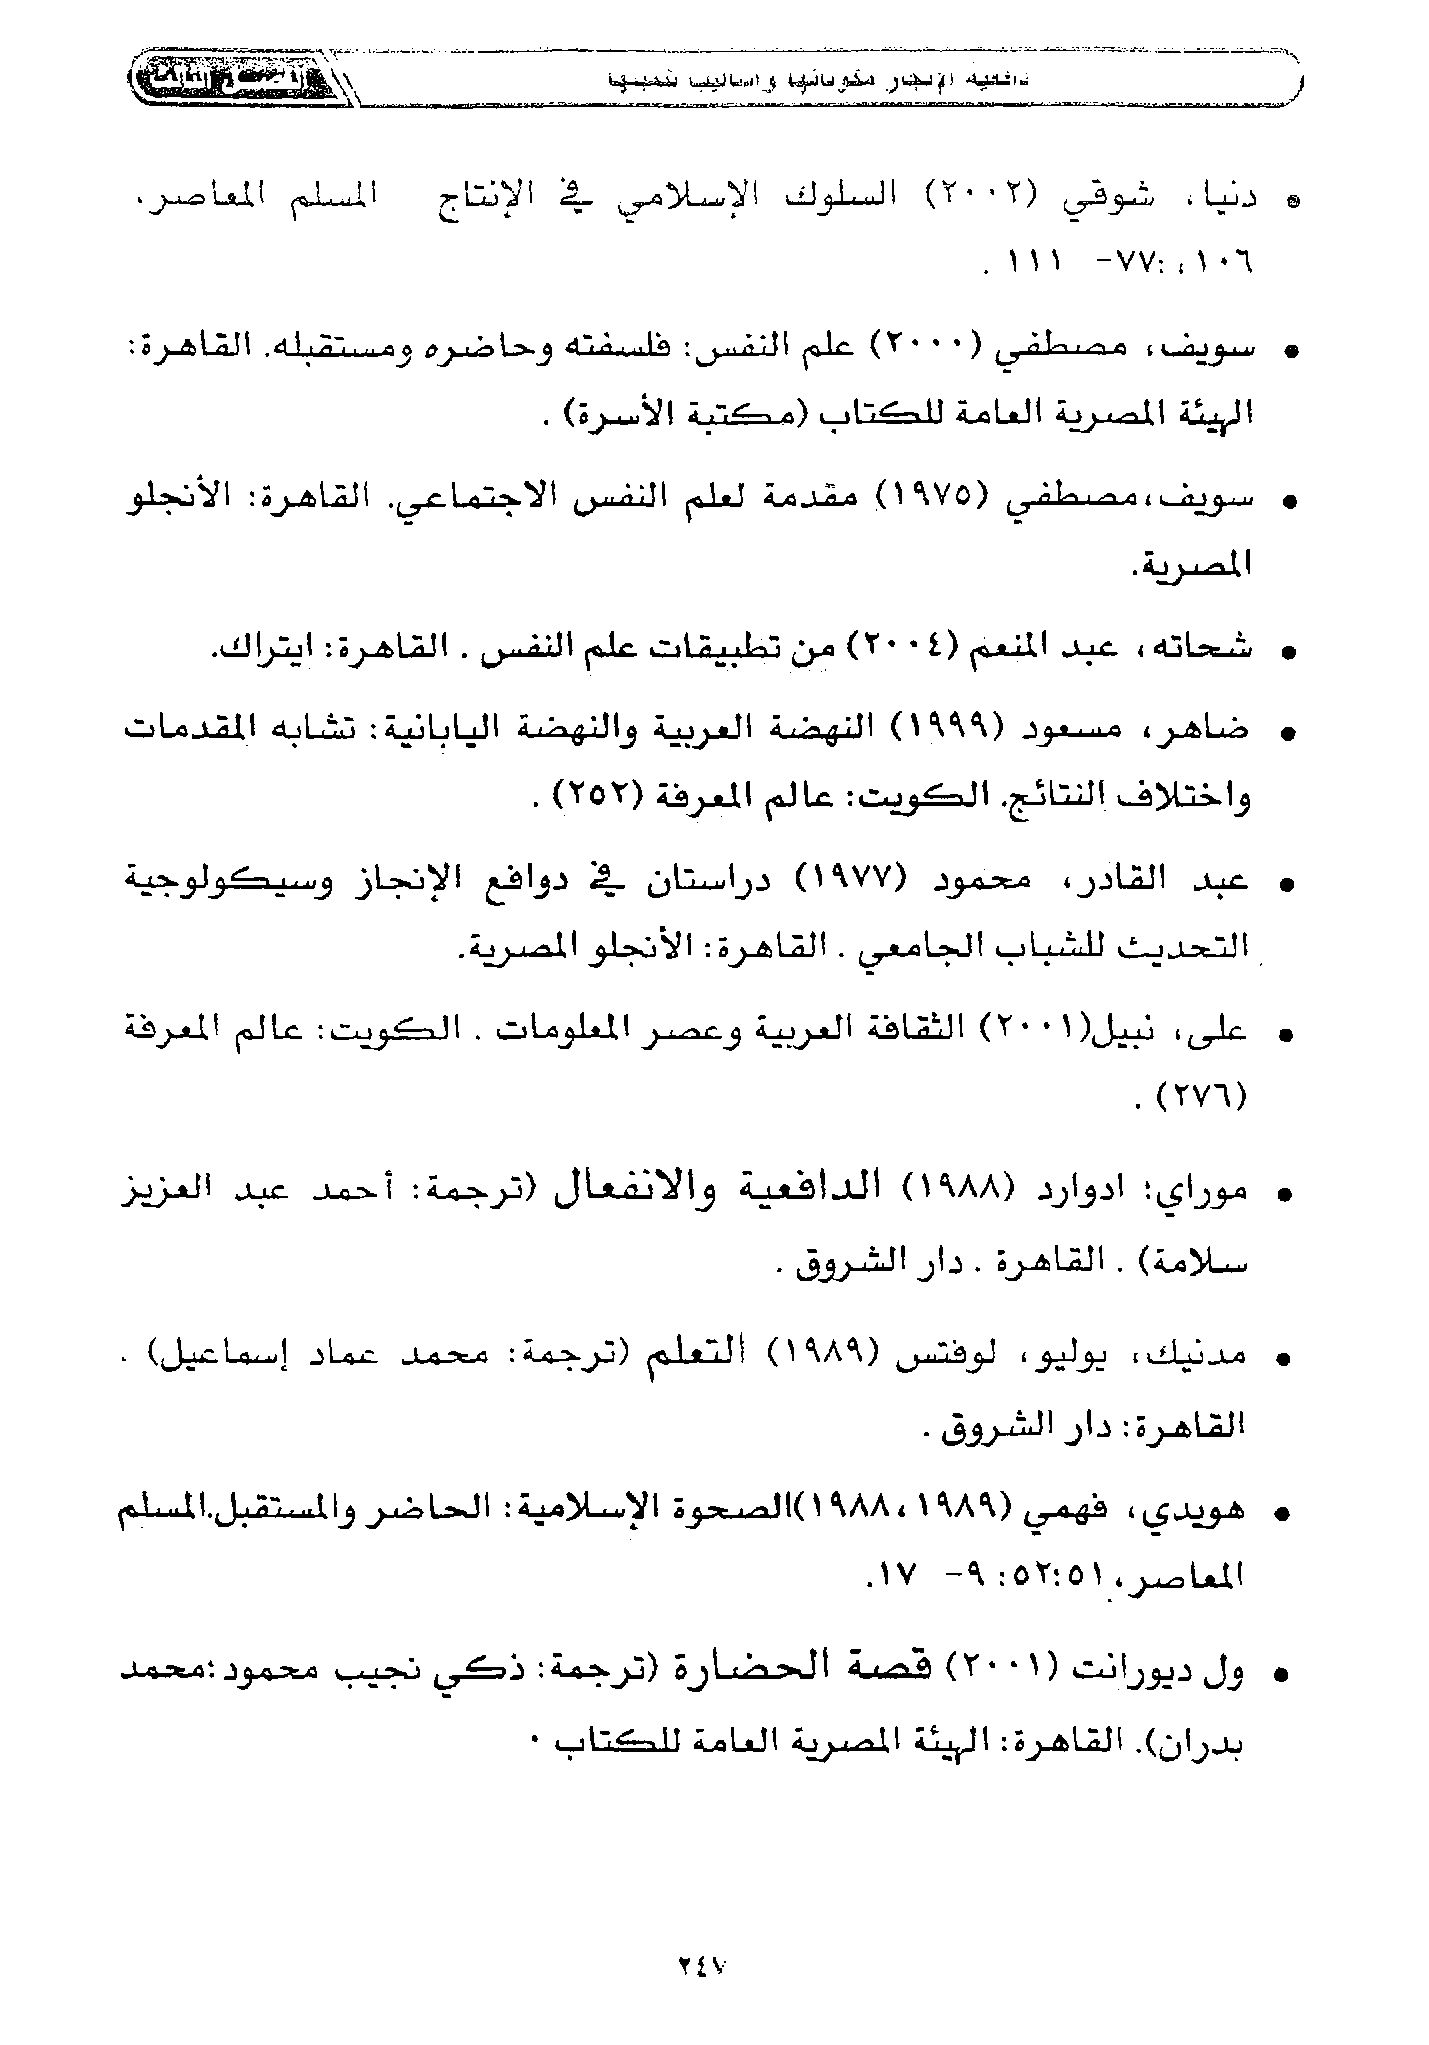 دافعية الإنجاز مكوناتها وأساليب تنميتها
• دنيا، شوقي (٢٠٠٢) السلوك الإسلامي في الإنتاج المسلم المعاصر.
١٠٦،:٧٧- ١١١ .
• سويف، مصطفي (٢٠٠٠) علم النفس: فلسفته وحاضره ومستقبله. القاهرة:
الهيئة المصرية العامة للكتاب (مكتبة الأسرة) .
• سويف،مصطفي (١٩٧٥) مقدمة لعلم النفس الاجتماعي. القاهرة: الأنجلو
المصرية.
• شحاته، عبد المنعم (٢٠٠٤) من تطبيقات علم النفس . القاهرة: ايتراك.
• ضاهر، مسعود (١٩٩٩) النهضة العربية والنهضة اليابانية: تشابه المقدمات
واختلاف النتائج. الكويت: عالم المعرفة (٢٥٢) .
• عبد القادر، محمود (١٩٧٧) دراستان في دوافع الإنجاز وسيكولوجية
التحديث للشباب الجامعي . القاهرة: الأنجلو المصرية.
• على، نبيل(٢٠٠١) الثقافة العربية وعصر المعلومات . الكويت: عالم المعرفة
(٢٧٦) .
• موراي؛ ادوارد (١٩٨٨) الدافعية والانفعال (ترجمة: أحمد عبد العزيز
سلامة) . القاهرة . دار الشروق .
• مدنيك، يوليو، لوفتس (١٩٨٩) التعلم (ترجمة: محمد عماد إسماعيل) .
القاهرة: دار الشروق .
• هويدي، فهمي (١٩٨٩ ،١٩٨٨)الصحوة الإسلامية: الحاضر والمستقبل.المسلم
المعاصر، ٥١:٥٢: ٩- ١٧.
• ول ديورانت (٢٠٠١) قصة الحضارة (ترجمة: ذكي نجيب محمود؛محمد
بدران). القاهرة: الهيئة المصرية العامة للكتاب ٠
٢٤٧